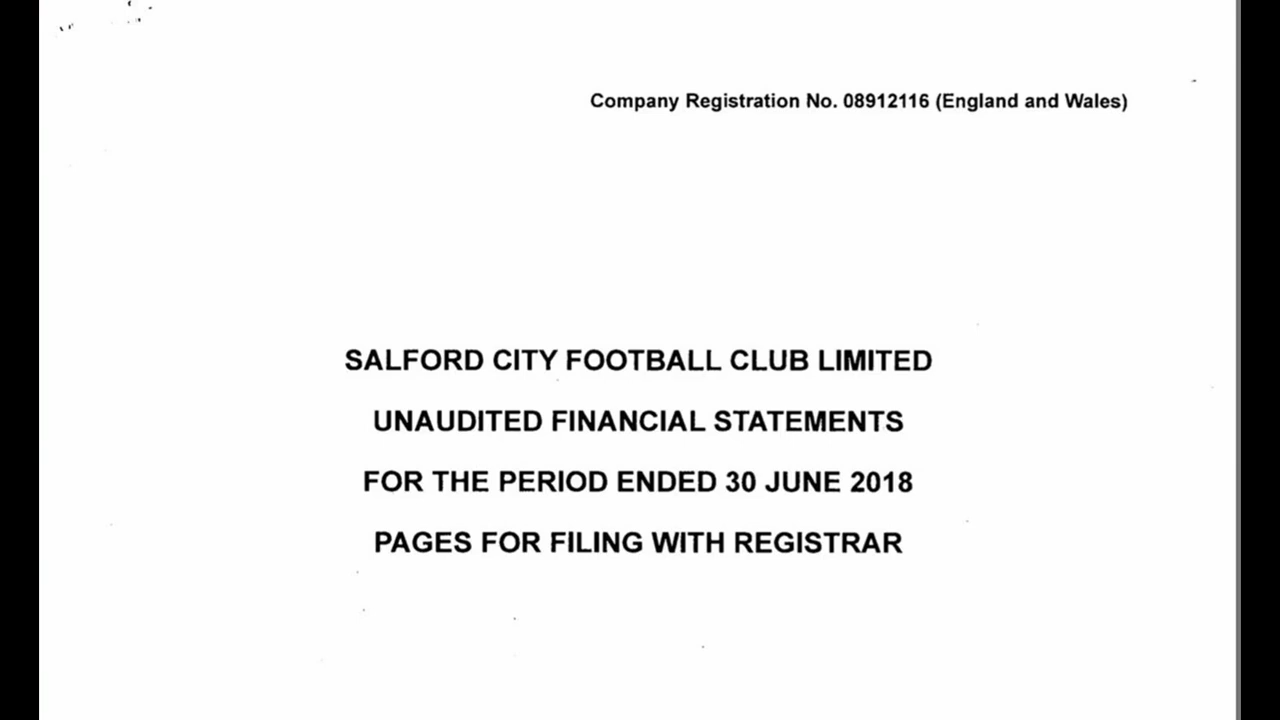 Company Registration No. 08912116 (England and Wales)
SALFORD CITY FOOTBALL CLUB LIMITED
UNAUDITED FINANCIAL STATEMENTS
FOR THE PERIOD ENDED 30 JUNE 2018
PAGES FOR FILING WITH REGISTRAR